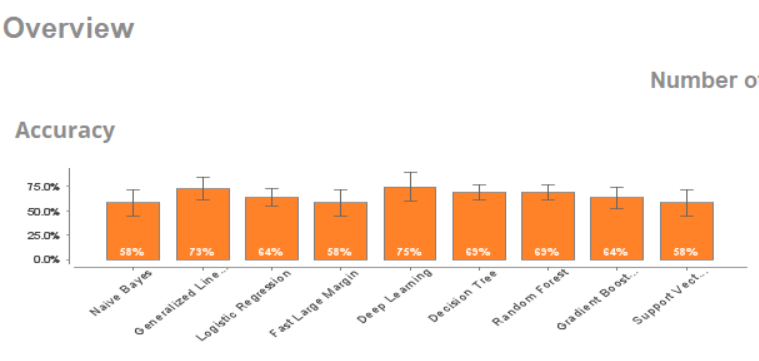 Overview
Number of
Accuracy
75.0%
50.0%
25.0%
0.0%
58% 73% 64% 58% 75% 69% 69% 64% 58%
Naive Bayes
Generalized Line...
Logistic Regression
Fast Large Margin
Deep Learning
Decision Tree
Random Forest
Gradient Boost...
Support Vect...